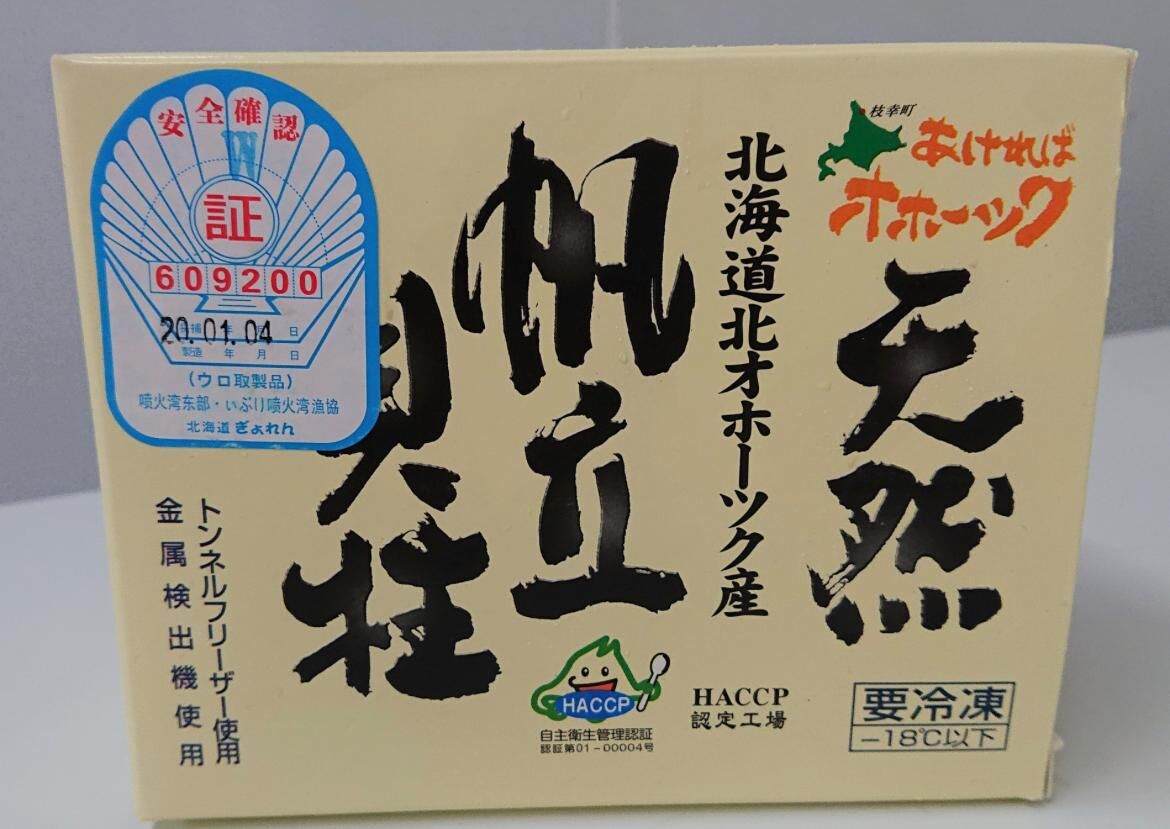 枝幸町
あければ
オホーツク
天然
北海道北オホーツク産
帆立
貝柱
安全確認
証
609200
20.01.04
年 月 日
製造 年 月 日
(ウロ取製品)
喷火湾东部・いぶり噴火湾漁協
北海道ぎょれん
トンネルフリーザー使用
金属検出機使用
HACCP
自主衛生管理認証
認証第01-00004号
HACCP
認定工場
要冷凍
-18℃以下